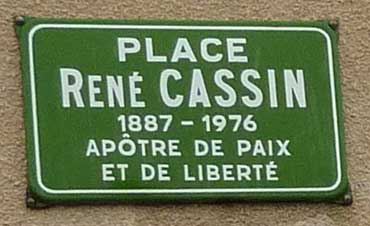 PLACE
RENÉ CASSIN
1887 - 1976
APÔTRE DE PAIX
ET DE LIBERTÉ